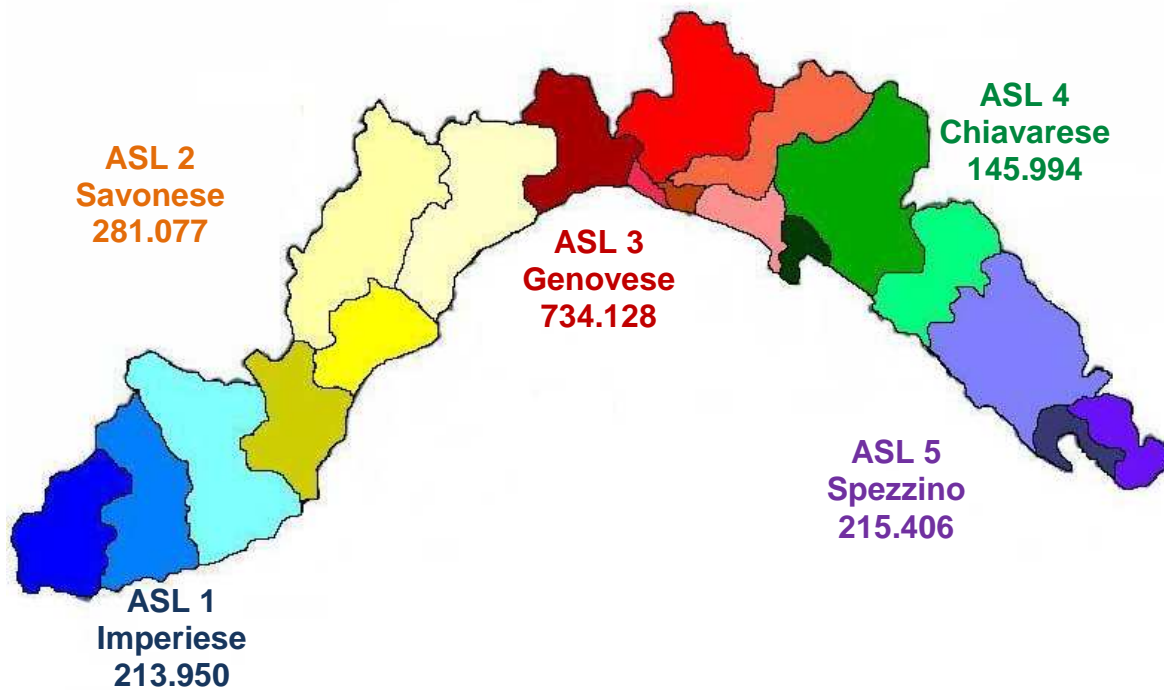 ASL 2
Savonese
281.077
ASL 4
Chiavarese
145.994
ASL 3
Genovese
734.128
ASL 5
Spezzino
215.406
ASL 1
Imperiese
213.950